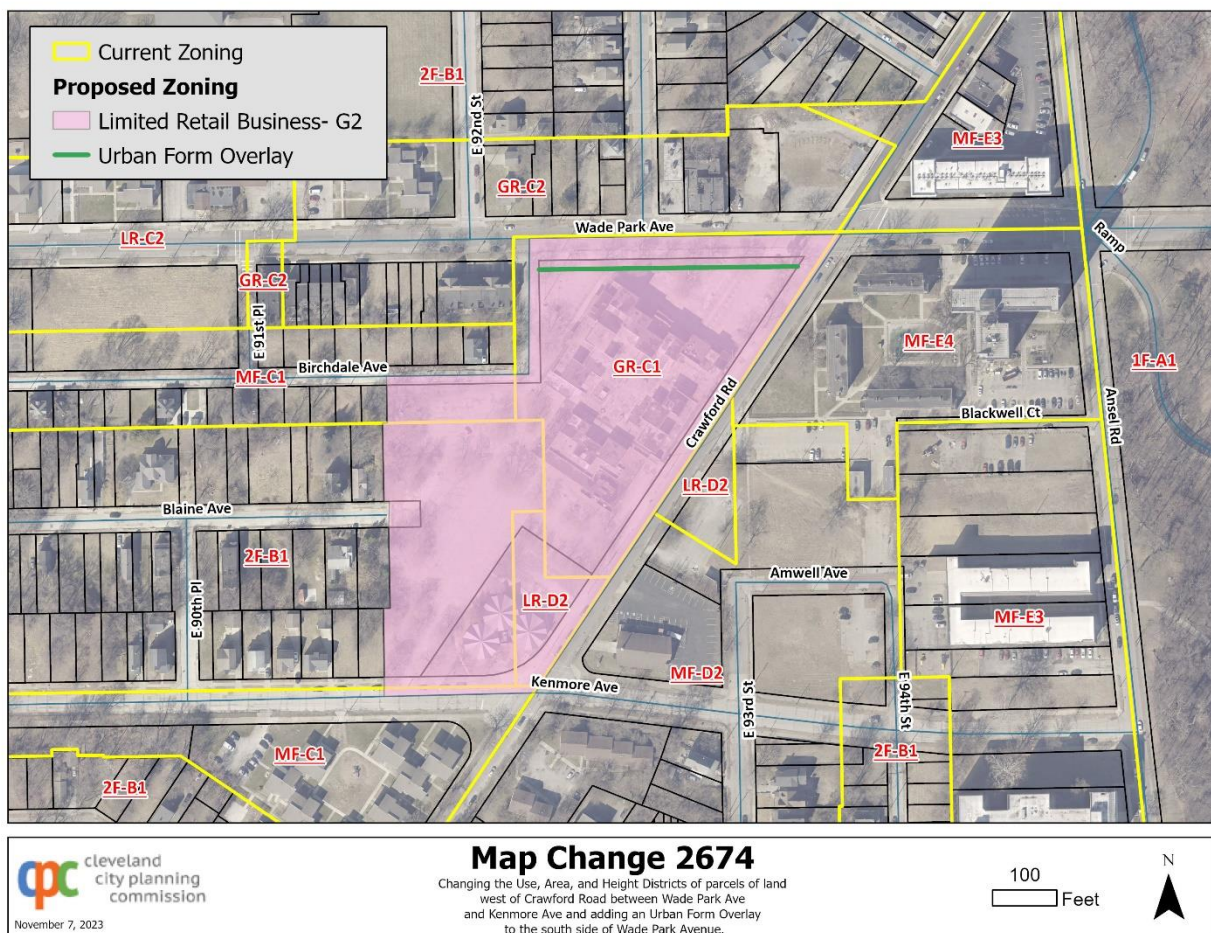 Current Zoning
Proposed Zoning
Limited Retail Business- G2
Urban Form Overlay
2F-B1
E 92nd St
GR-C2
MF-E3
Wade Park Ave
LR-C2
Ramp
GR-C2
E 91st Pl
Birchdale Ave
MF-C1
GR-C1
MF-E4
1F-A1
Crawford Rd
Blackwell Ct
Ansel Rd
LR-D2
Blaine Ave
2F-B1
E 90th Pl
LR-D2
Amwell Ave
MF-E3
Kenmore Ave
MF-D2
E 93rd St
E 94th St
2F-B1
MF-C1
2F-B1
cpc cleveland
city planning
commission
November 7, 2023
Map Change 2674
Changing the Use, Area, and Height Districts of parcels of land
west of Crawford Road between Wade Park Ave
and Kenmore Ave and adding an Urban Form Overlay
to the south side of Wade Park Avenue.
100
Feet
N